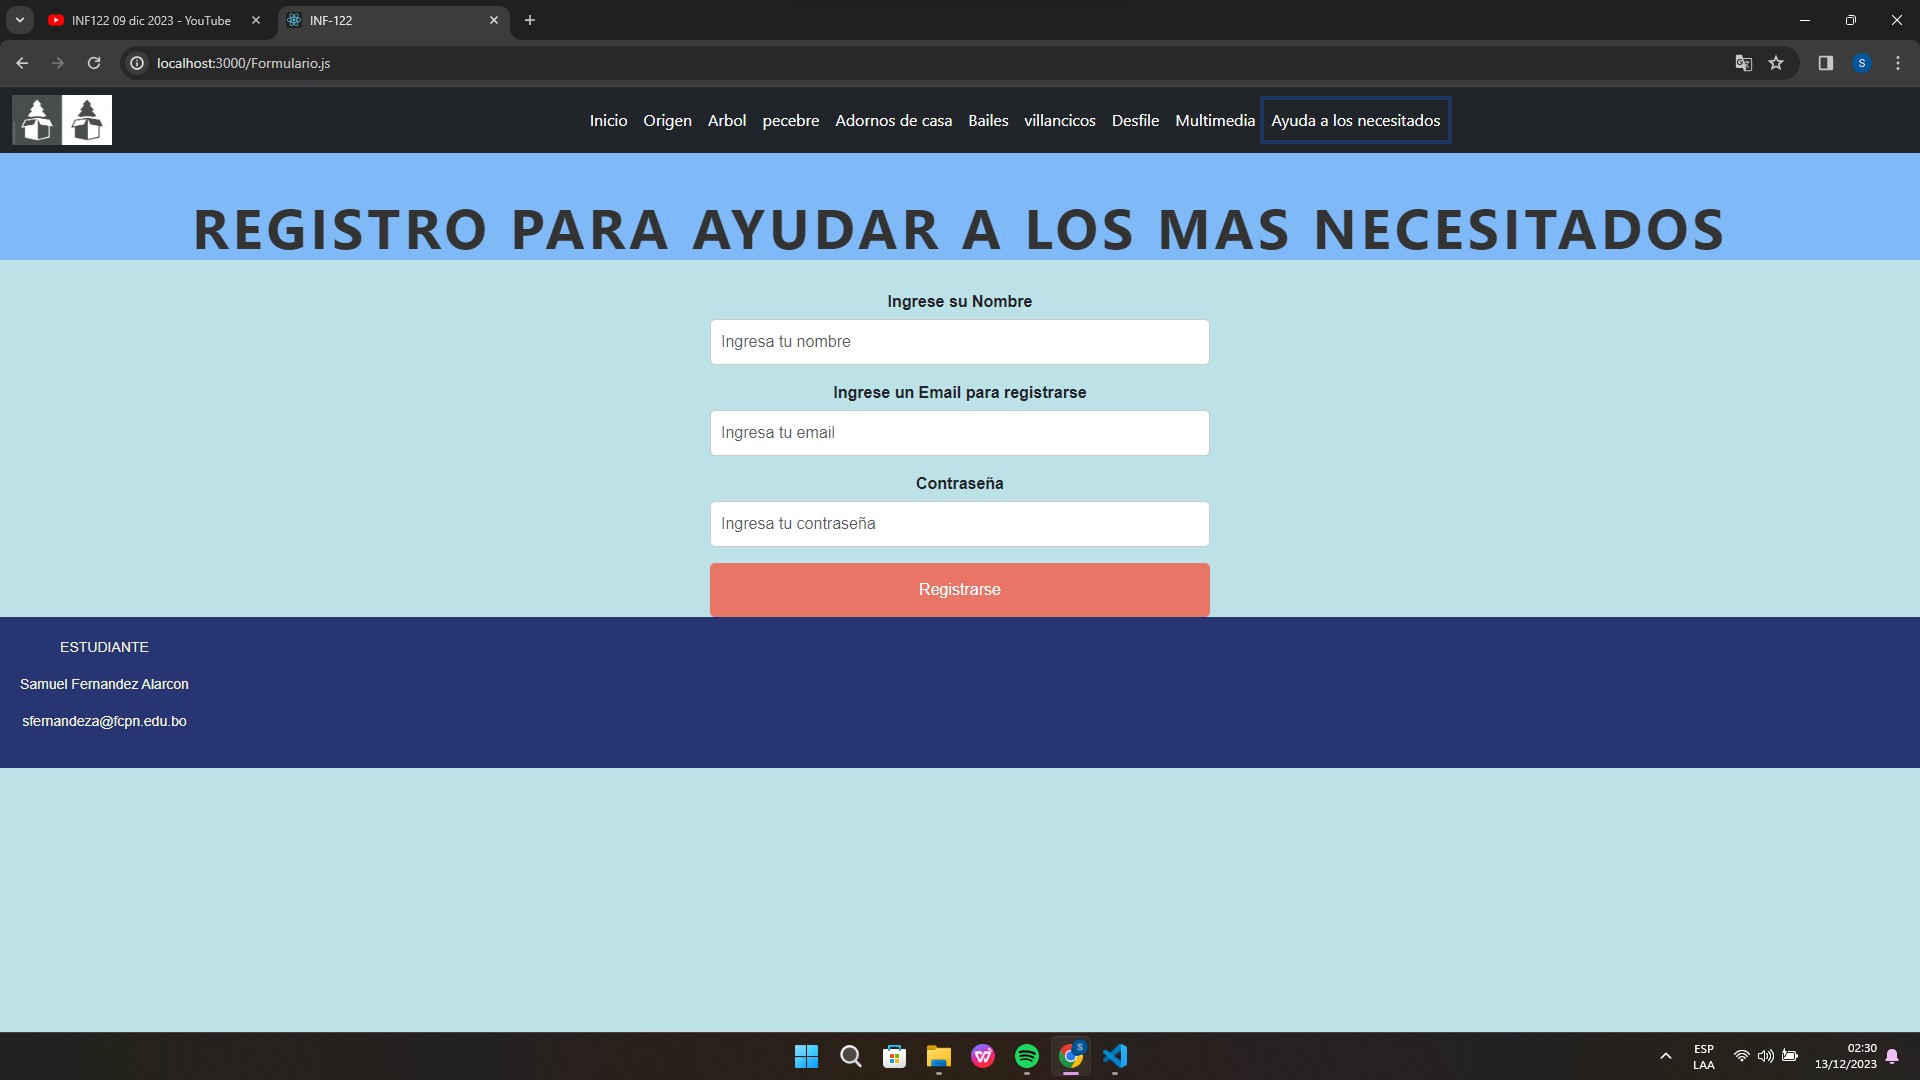 INF122 09 dic 2023 - YouTube
INF-122
localhost:3000/Formulario.js
S
Inicio Origen Arbol pecebre Adornos de casa Bailes villancicos Desfile Multimedia Ayuda a los necesitados
REGISTRO PARA AYUDAR A LOS MAS NECESITADOS
Ingrese su Nombre
Ingresa tu nombre
Ingrese un Email para registrarse
Ingresa tu email
Contraseña
Ingresa tu contraseña
Registrarse
ESTUDIANTE
Samuel Fernandez Alarcon
sfernandeza@fcpn.edu.bo
S
ESP
LAA
02:30
13/12/2023